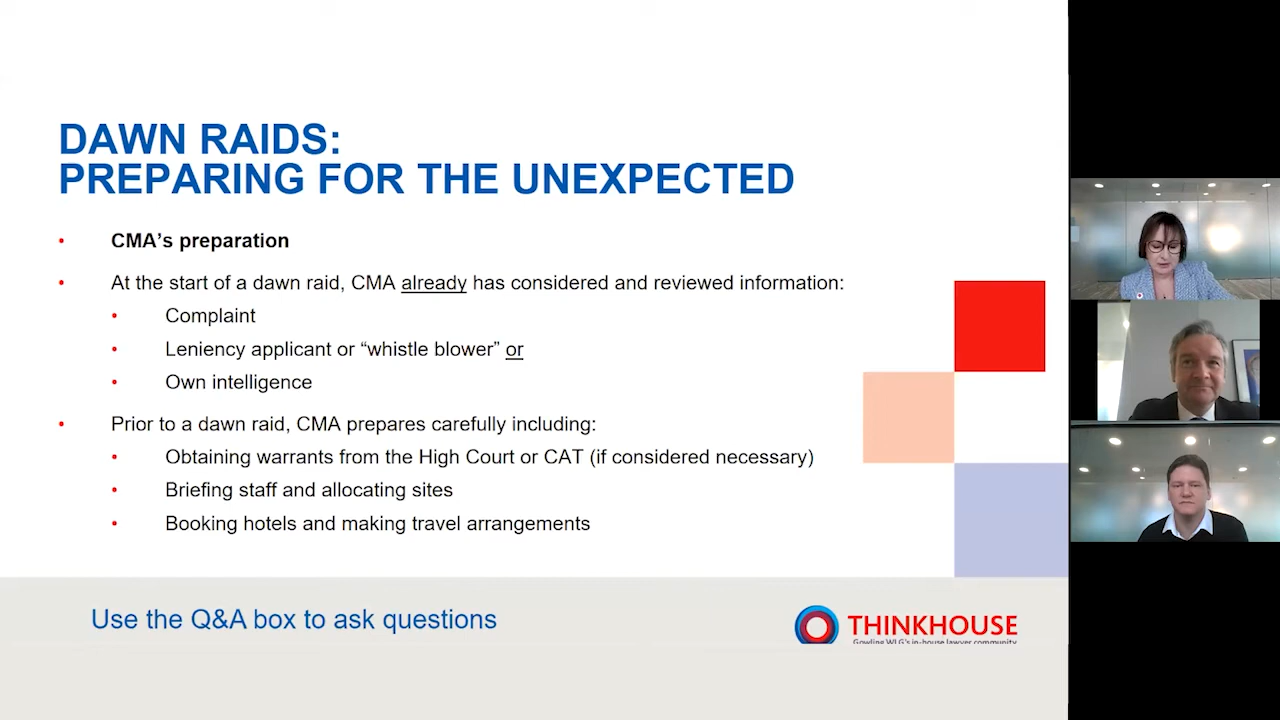 DAWN RAIDS:
PREPARING FOR THE UNEXPECTED
• CMA’s preparation
• At the start of a dawn raid, CMA already has considered and reviewed information:
• Complaint
• Leniency applicant or “whistle blower” or
• Own intelligence
• Prior to a dawn raid, CMA prepares carefully including:
• Obtaining warrants from the High Court or CAT (if considered necessary)
• Briefing staff and allocating sites
• Booking hotels and making travel arrangements
Use the Q&A box to ask questions
THINKHOUSE
Gowling WLG's in-house lawyer community